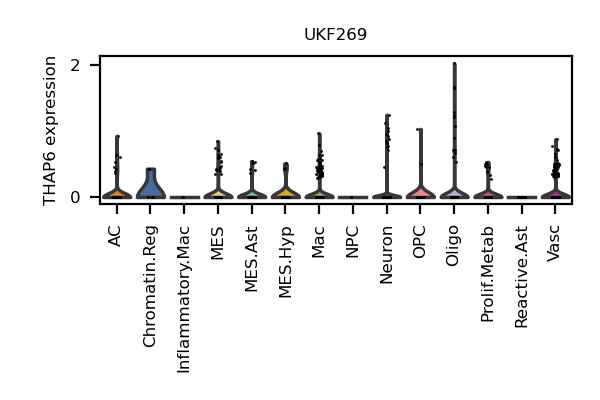 UKF269
THAP6 expression
2
0
AC
Chromatin.Reg
Inflammatory.Mac
MES
MES.Ast
MES.Hyp
Mac
NPC
Neuron
OPC
Oligo
Prolif.Metab
Reactive.Ast
Vasc